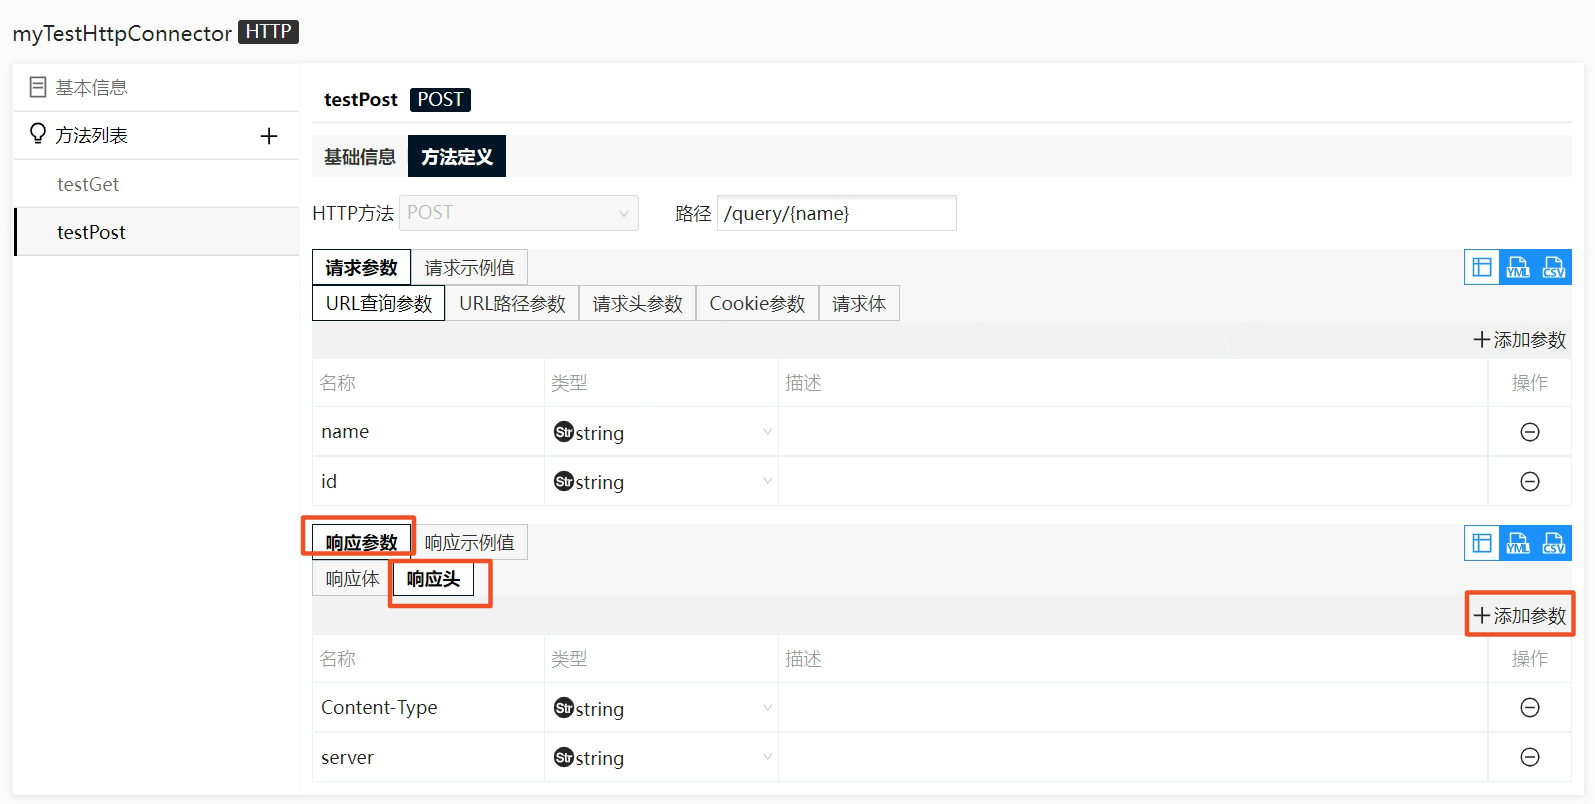 myTestHttpConnector HTTP
基本信息
方法列表
testGet
testPost
testPost POST
基础信息 方法定义
HTTP方法 POST 路径 /query/{name}
请求参数 请求示例值 YML CSV
URL查询参数 URL路径参数 请求头参数 Cookie参数 请求体
添加参数
名称 类型 描述 操作
name Str string
id Str string
响应参数 响应示例值 YML CSV
响应体 响应头
添加参数
名称 类型 描述 操作
Content-Type Str string
server Str string